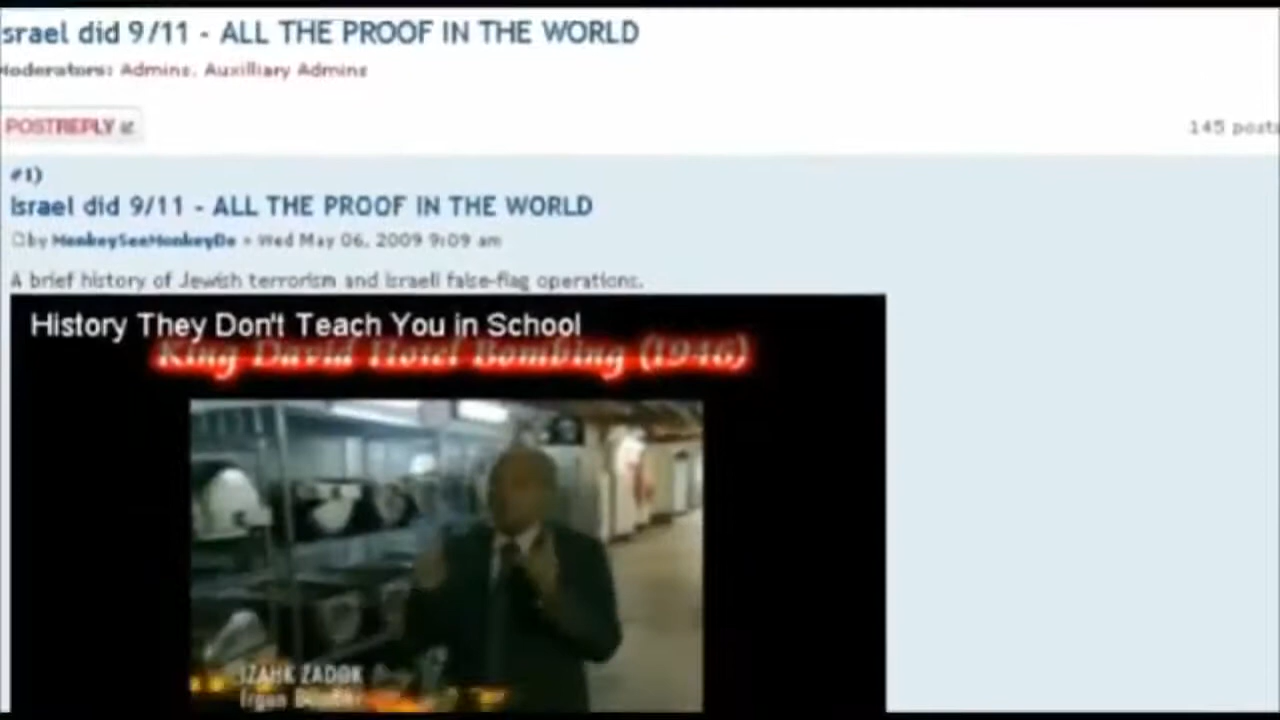 srael did 9/11 - ALL THE PROOF IN THE WORLD
Moderators: Admins, Auxilliary Admins
POSTREPLY
145 posts
#1)
Israel did 9/11 - ALL THE PROOF IN THE WORLD
by MonkeySeeMonkeyDo » Wed May 06, 2009 9:09 am
A brief history of Jewish terrorism and Israeli false-flag operations.
History They Don't Teach You in School
King David Hotel Bombing (1946)
IZAHK ZADOK
Irgun